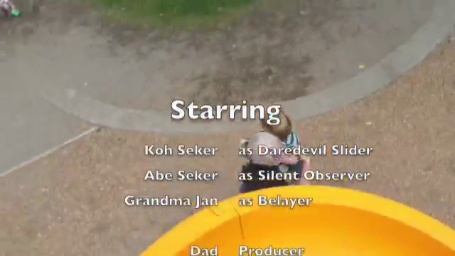 Starring
Koh Seker as Daredevil Slider
Abe Seker as Silent Observer
Grandma Jan as Belayer
Dad Producer